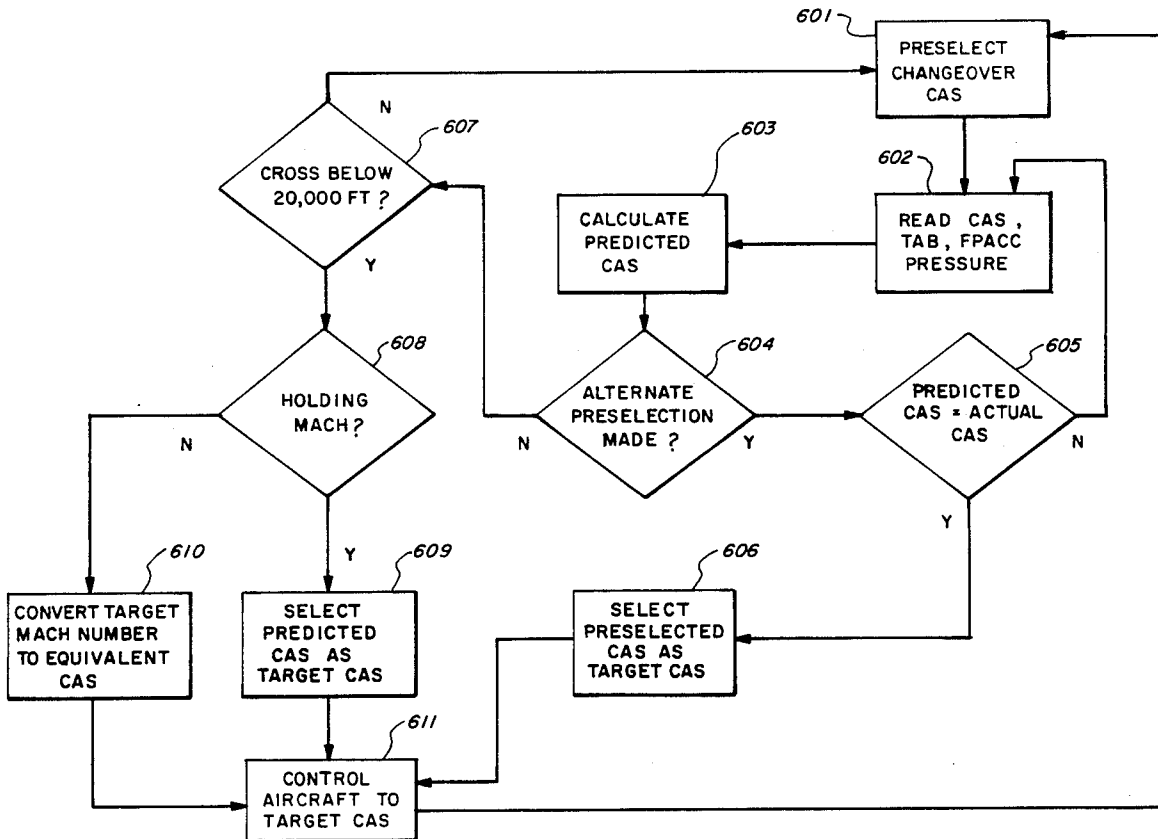 601
PRESELECT
CHANGEOVER
CAS
N
607
CROSS BELOW
20,000 FT ?
Y
603
CALCULATE
PREDICTED
CAS
602
READ CAS ,
TAB, FPACC
PRESSURE
608
HOLDING
MACH ?
N
Y
604
ALTERNATE
PRESELECTION
MADE ?
N
Y
605
PREDICTED
CAS = ACTUAL
CAS
N
Y
610
CONVERT TARGET
MACH NUMBER
TO EQUIVALENT
CAS
609
SELECT
PREDICTED
CAS AS
TARGET CAS
606
SELECT
PRESELECTED
CAS AS
TARGET CAS
611
CONTROL
AIRCRAFT TO
TARGET CAS